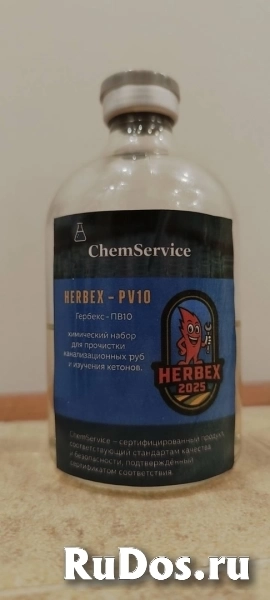 ChemService
HERBEX - PV10
Гербекс - ПВ10
химический набор
для прочистки
канализационных труб
и изучения кетонов.
HERBEX
2025
ChemService – сертифицированный продукт,
соответствующий стандартам качества
и безопасности, подтверждённый
сертификатом соответствия.
RuDos.ru